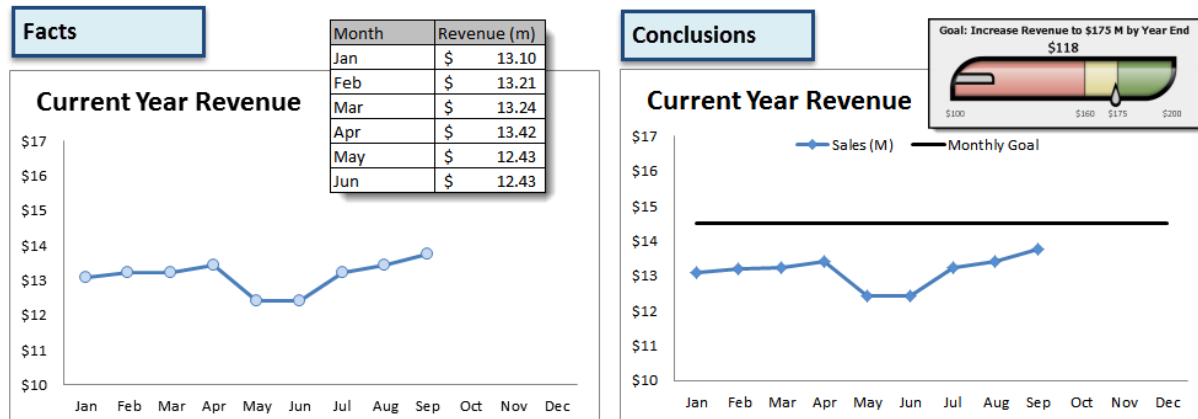 Facts
Month Revenue (m)
Jan $ 13.10
Feb $ 13.21
Mar $ 13.24
Apr $ 13.42
May $ 12.43
Jun $ 12.43
Current Year Revenue
$17
$16
$15
$14
$13
$12
$11
$10
Jan Feb Mar Apr May Jun Jul Aug Sep Oct Nov Dec
Conclusions
Goal: Increase Revenue to $175 M by Year End
$118
$100 $160 $175 $200
Current Year Revenue
Sales (M) Monthly Goal
$17
$16
$15
$14
$13
$12
$11
$10
Jan Feb Mar Apr May Jun Jul Aug Sep Oct Nov Dec